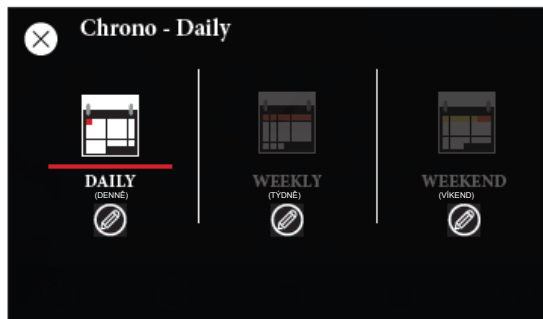 Chrono - Daily
DAILY
(DENNĚ)
WEEKLY
(TÝDNĚ)
WEEKEND
(VÍKEND)